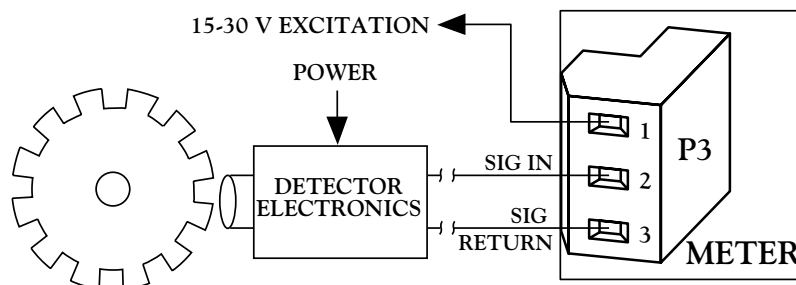 15-30 V EXCITATION
POWER
DETECTOR
ELECTRONICS
SIG IN
SIG
RETURN
1
2
3
P3
METER